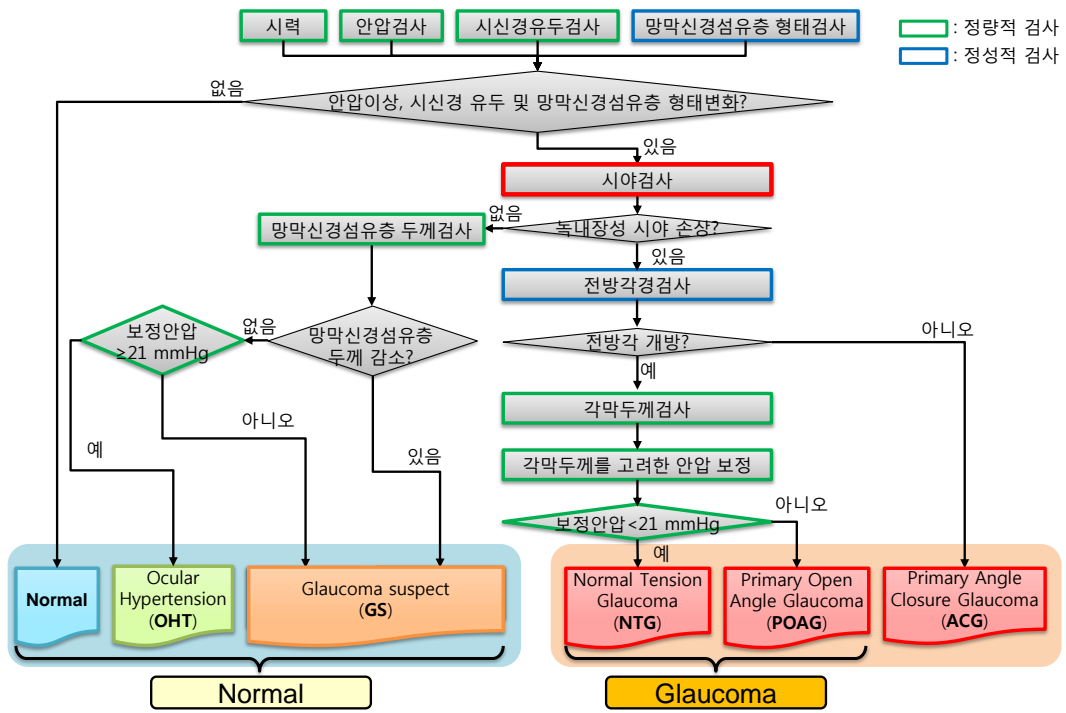 시력
안압검사
시신경유두검사
망막신경섬유층 형태검사
: 정량적 검사
: 정성적 검사
없음
안압이상, 시신경 유두 및 망막신경섬유층 형태변화?
있음
시야검사
망막신경섬유층 두께검사
없음
녹내장성 시야 손상?
있음
전방각경검사
보정안압
≥21 mmHg
없음
망막신경섬유층
두께 감소?
전방각 개방?
아니오
예
각막두께검사
아니오
예
있음
각막두께를 고려한 안압 보정
아니오
보정안압<21 mmHg
예
Normal
Ocular
Hypertension
(OHT)
Glaucoma suspect
(GS)
Normal Tension
Glaucoma
(NTG)
Primary Open
Angle Glaucoma
(POAG)
Primary Angle
Closure Glaucoma
(ACG)
Normal
Glaucoma